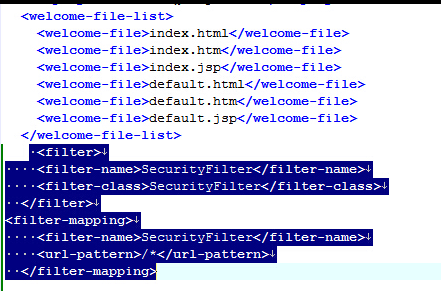 <welcome-file-list>
<welcome-file>index.html</welcome-file>
<welcome-file>index.htm</welcome-file>
<welcome-file>index.jsp</welcome-file>
<welcome-file>default.html</welcome-file>
<welcome-file>default.htm</welcome-file>
<welcome-file>default.jsp</welcome-file>
</welcome-file-list>
·<filter>↓
····<filter-name>SecurityFilter</filter-name>↓
····<filter-class>SecurityFilter</filter-class>↓
··</filter>↓
<filter-mapping>↓
····<filter-name>SecurityFilter</filter-name>↓
····<url-pattern>/*</url-pattern>↓
··</filter-mapping>